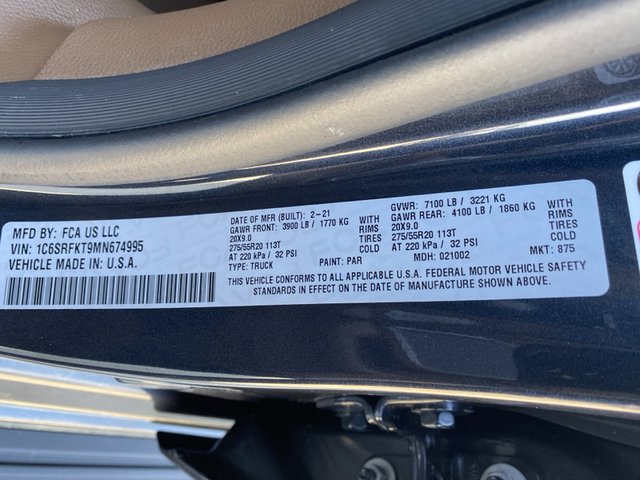 MFD BY: FCA US LLC
VIN: 1C6SRFKT9MN674995
VEHICLE MADE IN: U.S.A.
DATE OF MFR (BUILT): 2-21
GAWR FRONT: 3900 LB / 1770 KG WITH
20X9.0 RIMS
275/55R20 113T TIRES
AT 220 kPa / 32 PSI COLD
TYPE: TRUCK PAINT: PAR
GVWR: 7100 LB / 3221 KG
GAWR REAR: 4100 LB / 1860 KG WITH
20X9.0 RIMS
275/55R20 113T TIRES
AT 220 kPa / 32 PSI COLD
MDH: 021002 MKT: 875
THIS VEHICLE CONFORMS TO ALL APPLICABLE U.S.A. FEDERAL MOTOR VEHICLE SAFETY
STANDARDS IN EFFECT ON THE DATE OF MANUFACTURE SHOWN ABOVE.